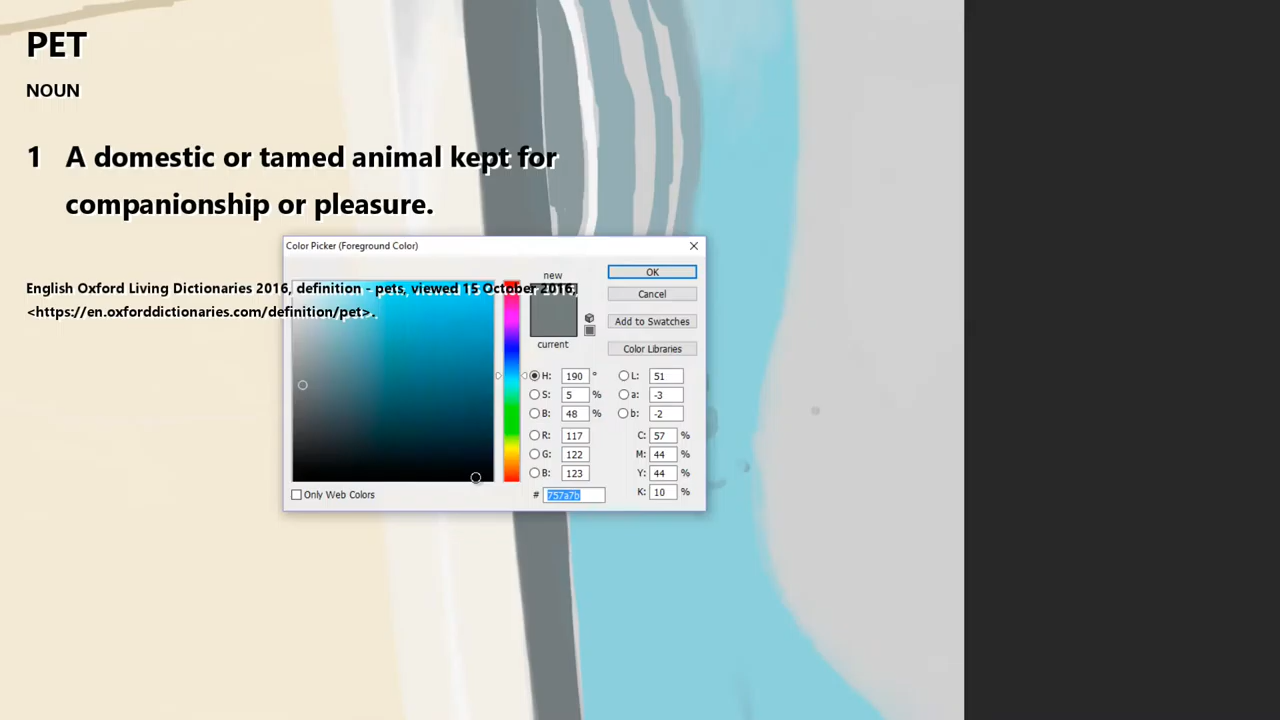 PET
NOUN
1 A domestic or tamed animal kept for
companionship or pleasure.
Color Picker (Foreground Color)
English Oxford Living Dictionaries 2016, definition - pets, viewed 15 October 2016,
<https://en.oxforddictionaries.com/definition/pet>.
new
current
OK
Cancel
Add to Swatches
Color Libraries
H: 190 ° L: 51
S: 5 % a: -3
B: 48 % b: -2
R: 117 C: 57 %
G: 122 M: 44 %
B: 123 Y: 44 %
# 757a7b K: 10 %
Only Web Colors